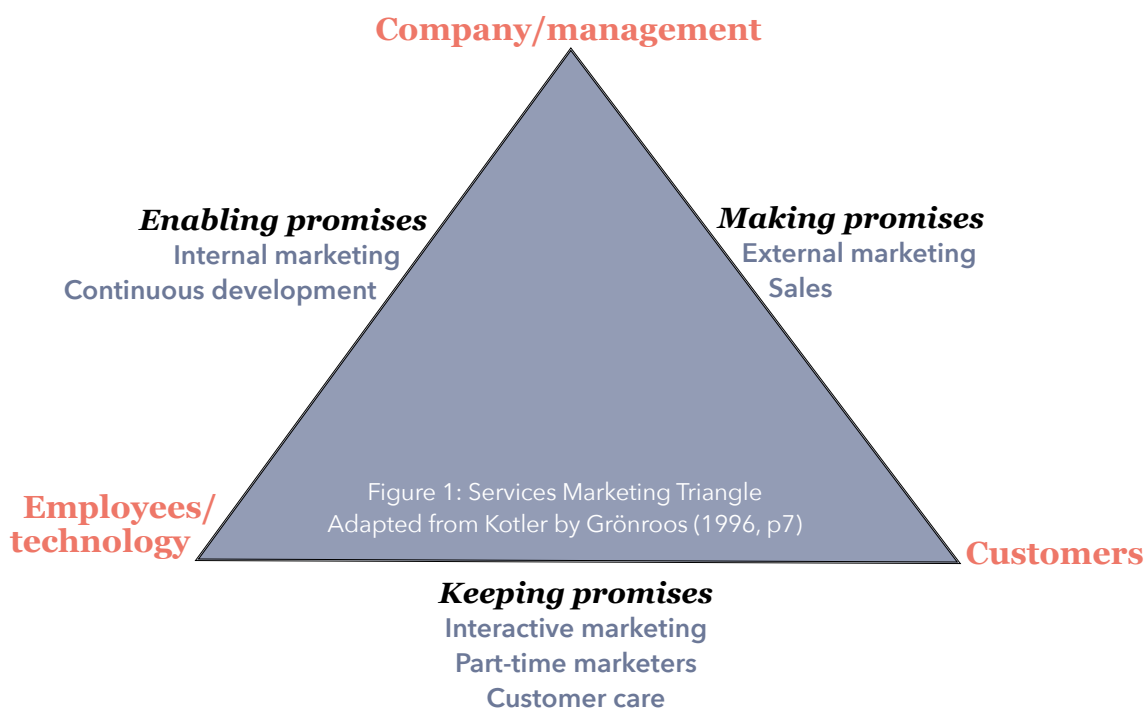 Company/management
Enabling promises
Internal marketing
Continuous development
Making promises
External marketing
Sales
Figure 1: Services Marketing Triangle
Adapted from Kotler by Grönroos (1996, p7)
Employees/
technology
Customers
Keeping promises
Interactive marketing
Part-time marketers
Customer care